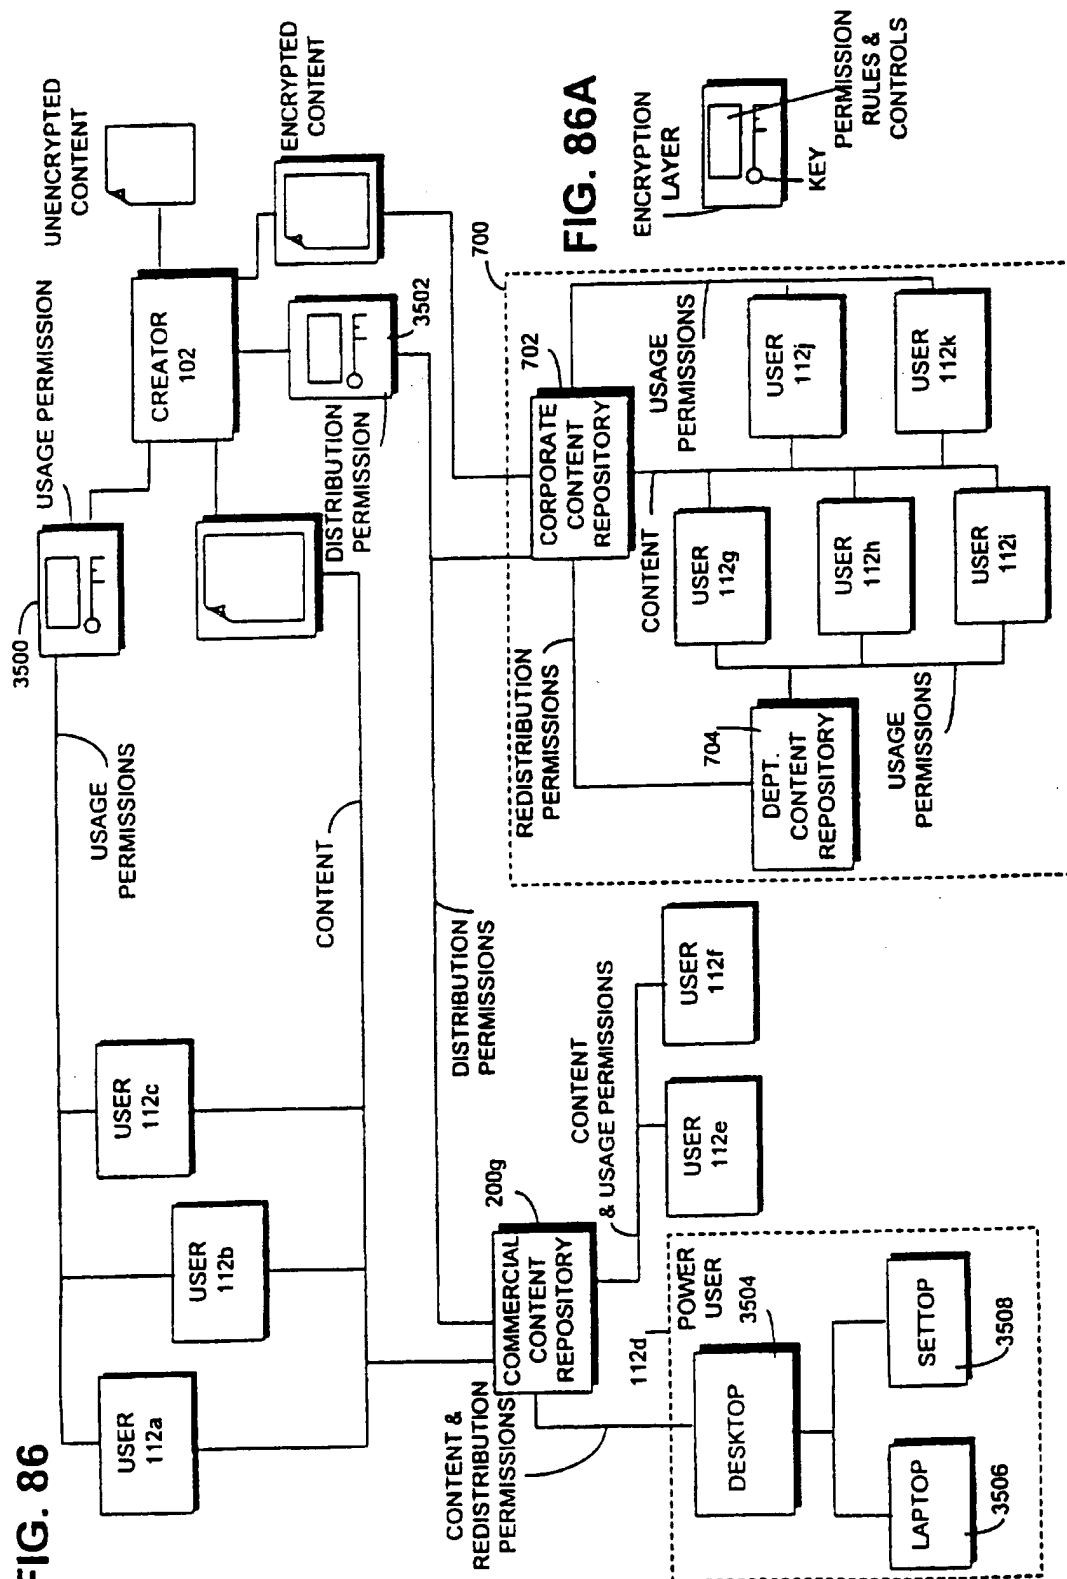 FIG. 86
USER
112a
USER
112b
USER
112c
USAGE
PERMISSIONS
CONTENT
3500
USAGE PERMISSION
CREATOR
102
UNENCRYPTED
CONTENT
ENCRYPTED
CONTENT
DISTRIBUTION
PERMISSION
3502
DISTRIBUTION
PERMISSIONS
COMMERCIAL
CONTENT
REPOSITORY
200g
CONTENT &
REDISTRIBUTION
PERMISSIONS
CONTENT
& USAGE PERMISSIONS
USER
112e
USER
112f
112d
POWER
USER
3504
DESKTOP
LAPTOP
3506
SETTOP
3508
700
CORPORATE
CONTENT
REPOSITORY
702
REDISTRIBUTION
PERMISSIONS
DEPT.
CONTENT
REPOSITORY
704
CONTENT
USAGE
PERMISSIONS
USER
112g
USER
112h
USER
112i
USER
112j
USER
112k
USAGE
PERMISSIONS
FIG. 86A
ENCRYPTION
LAYER
KEY
PERMISSION
RULES &
CONTROLS